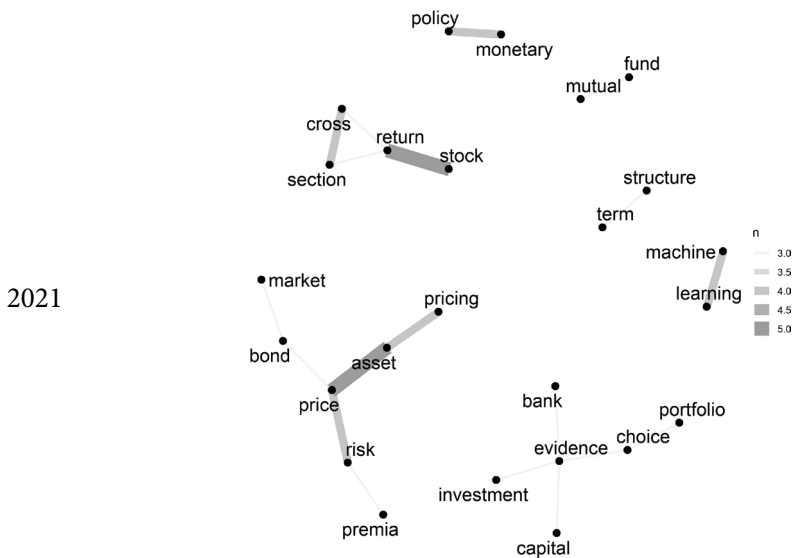 policy
monetary
fund
mutual
cross
return
stock
section
structure
term
n
machine
3.0
3.5
learning
4.0
4.5
5.0
2021
market
pricing
bond
asset
price
bank
portfolio
risk
evidence
choice
investment
premia
capital